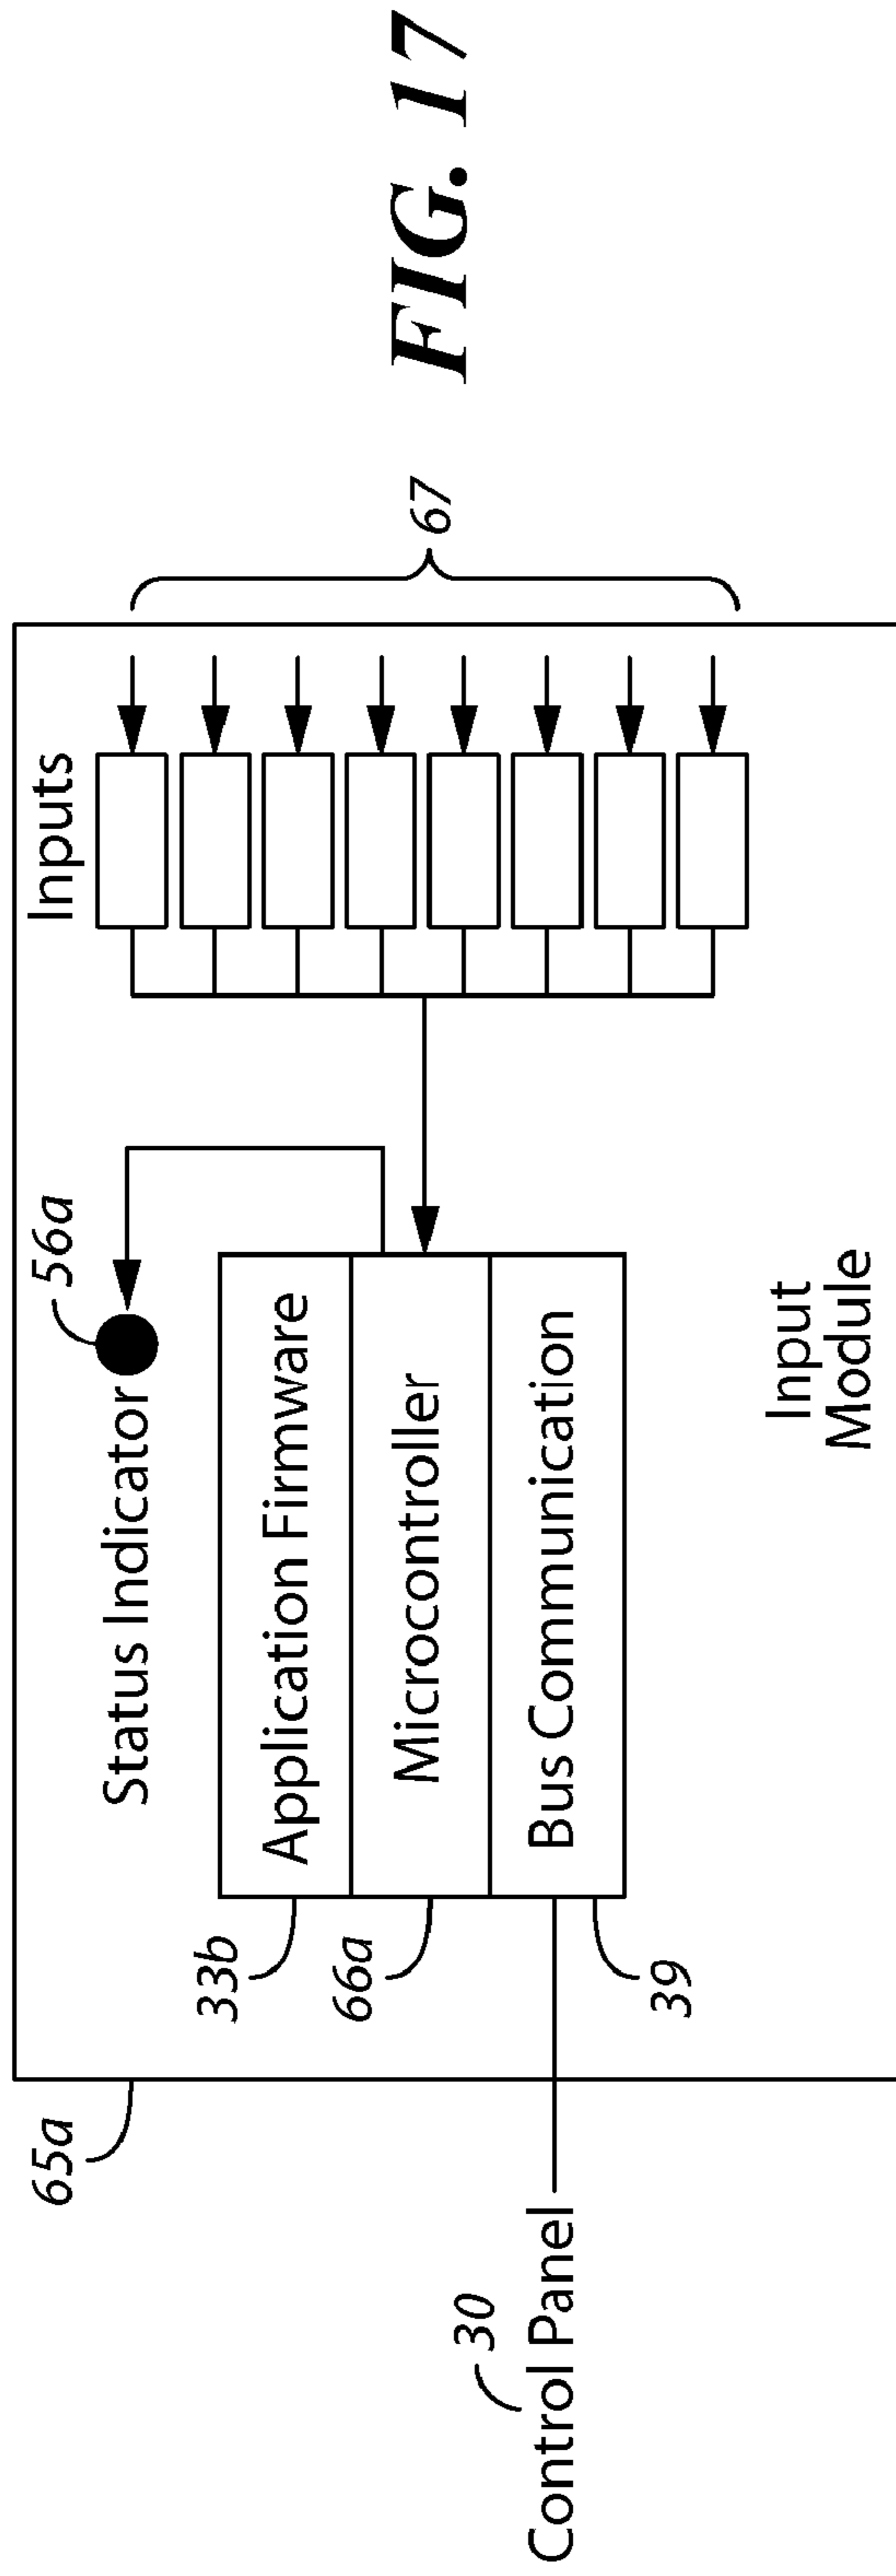 65a
Status Indicator
56a
Inputs
33b
Application Firmware
66a
Microcontroller
67
30
Control Panel
Bus Communication
39
Input
Module
FIG. 17